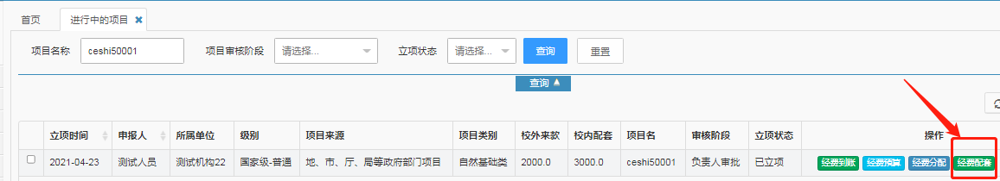 首页 进行中的项目 ×
项目名称 ceshi50001 项目审核阶段 请选择... 立项状态 请选择... 查询 重置
查询
立项时间 申报人 所属单位 级别 项目来源 项目类别 校外来款 校内配套 项目名 审核阶段 立项状态 操作
2021-04-23 测试人员 测试机构22 国家级-普通 地、市、厅、局等政府部门项目 自然基础类 2000.0 3000.0 ceshi50001 负责人审批 已立项 经费到账 经费预算 经费分配 经费配套